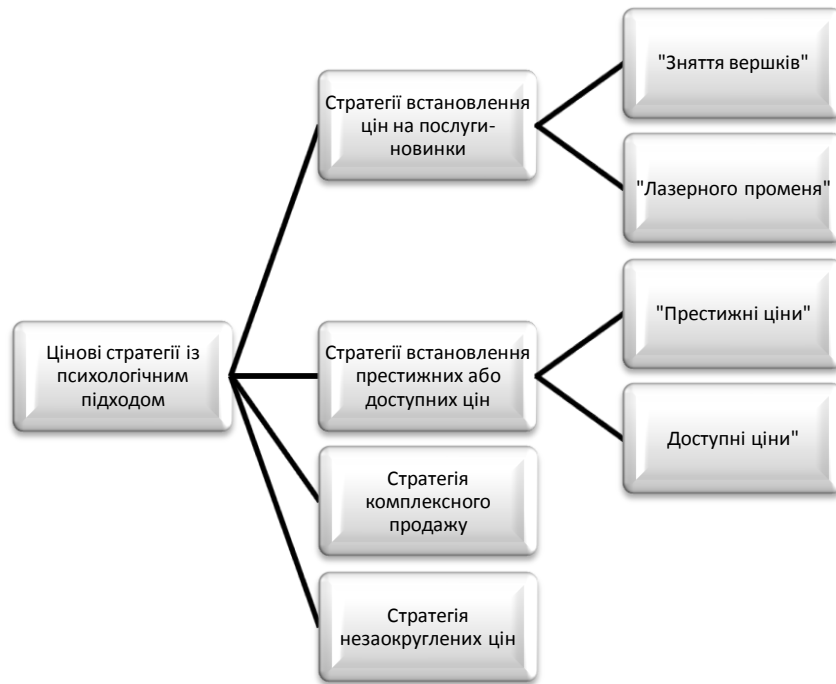 Цінові стратегії із
психологічним
підходом
Стратегії встановлення
цін на послуги-
новинки
"Зняття вершків"
"Лазерного променя"
Стратегії встановлення
престижних або
доступних цін
"Престижні ціни"
Доступні ціни"
Стратегія
комплексного
продажу
Стратегія
незаокруглених цін